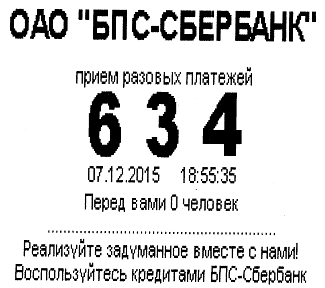 ОАО "БПС-СБЕРБАНК"
прием разовых платежей
6 3 4
07.12.2015 18:55:35
Перед вами 0 человек
Реализуйте задуманное вместе с нами!
Воспользуйтесь кредитами БПС-Сбербанк